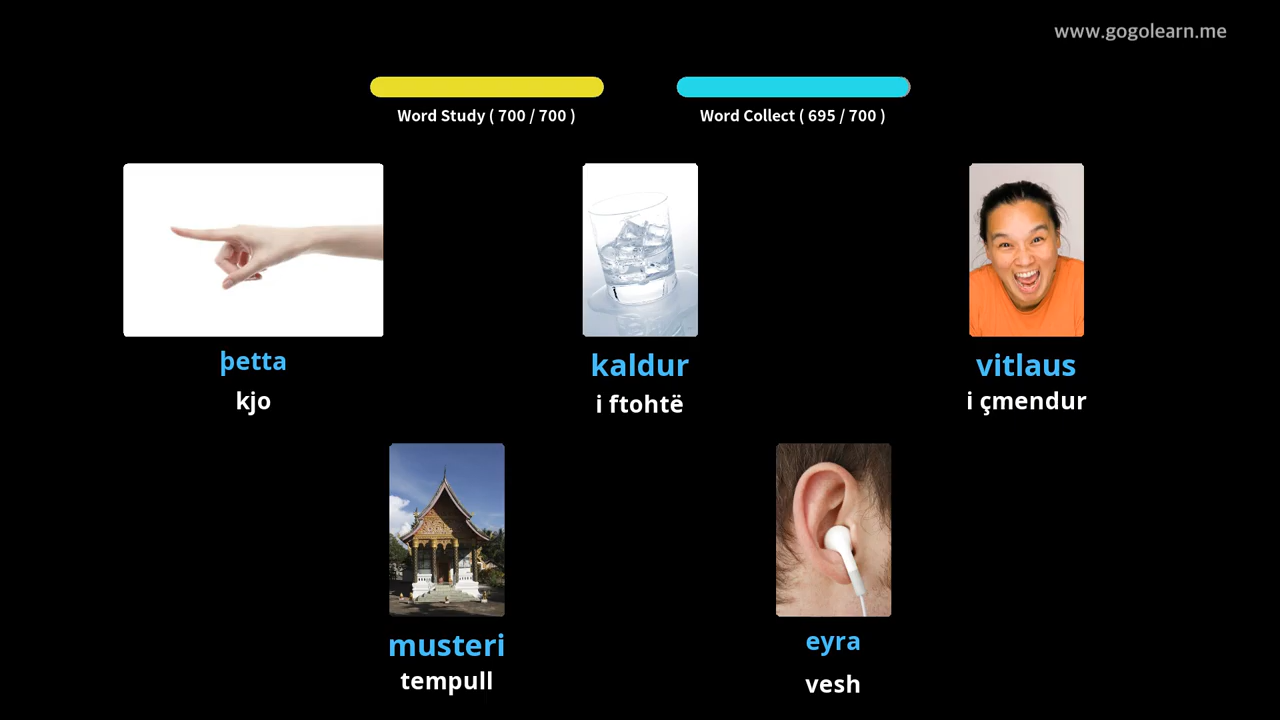 www.gogolearn.me
Word Study ( 700 / 700 )
Word Collect ( 695 / 700 )
þetta
kjo
kaldur
i ftohtë
vitlaus
i çmendur
musteri
tempull
eyra
vesh